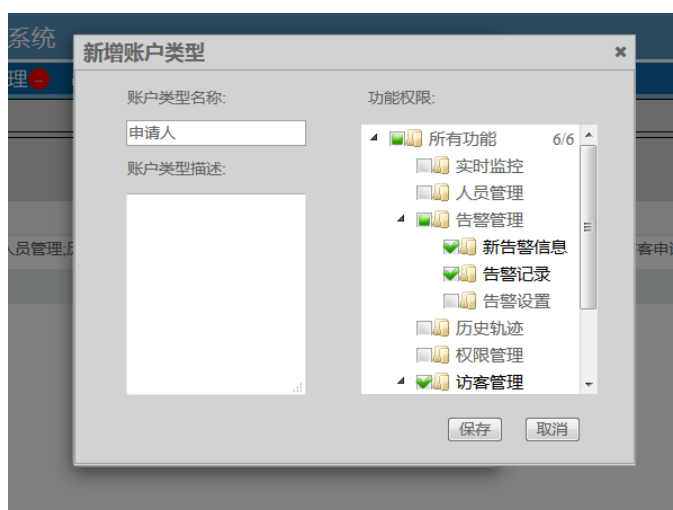 系统
新增账户类型
理
账户类型名称:
功能权限:
申请人
所有功能 6/6
实时监控
账户类型描述:
人员管理
告警管理
新告警信息
人员管理;历
客申请
告警记录
告警设置
历史轨迹
权限管理
访客管理
保存
取消